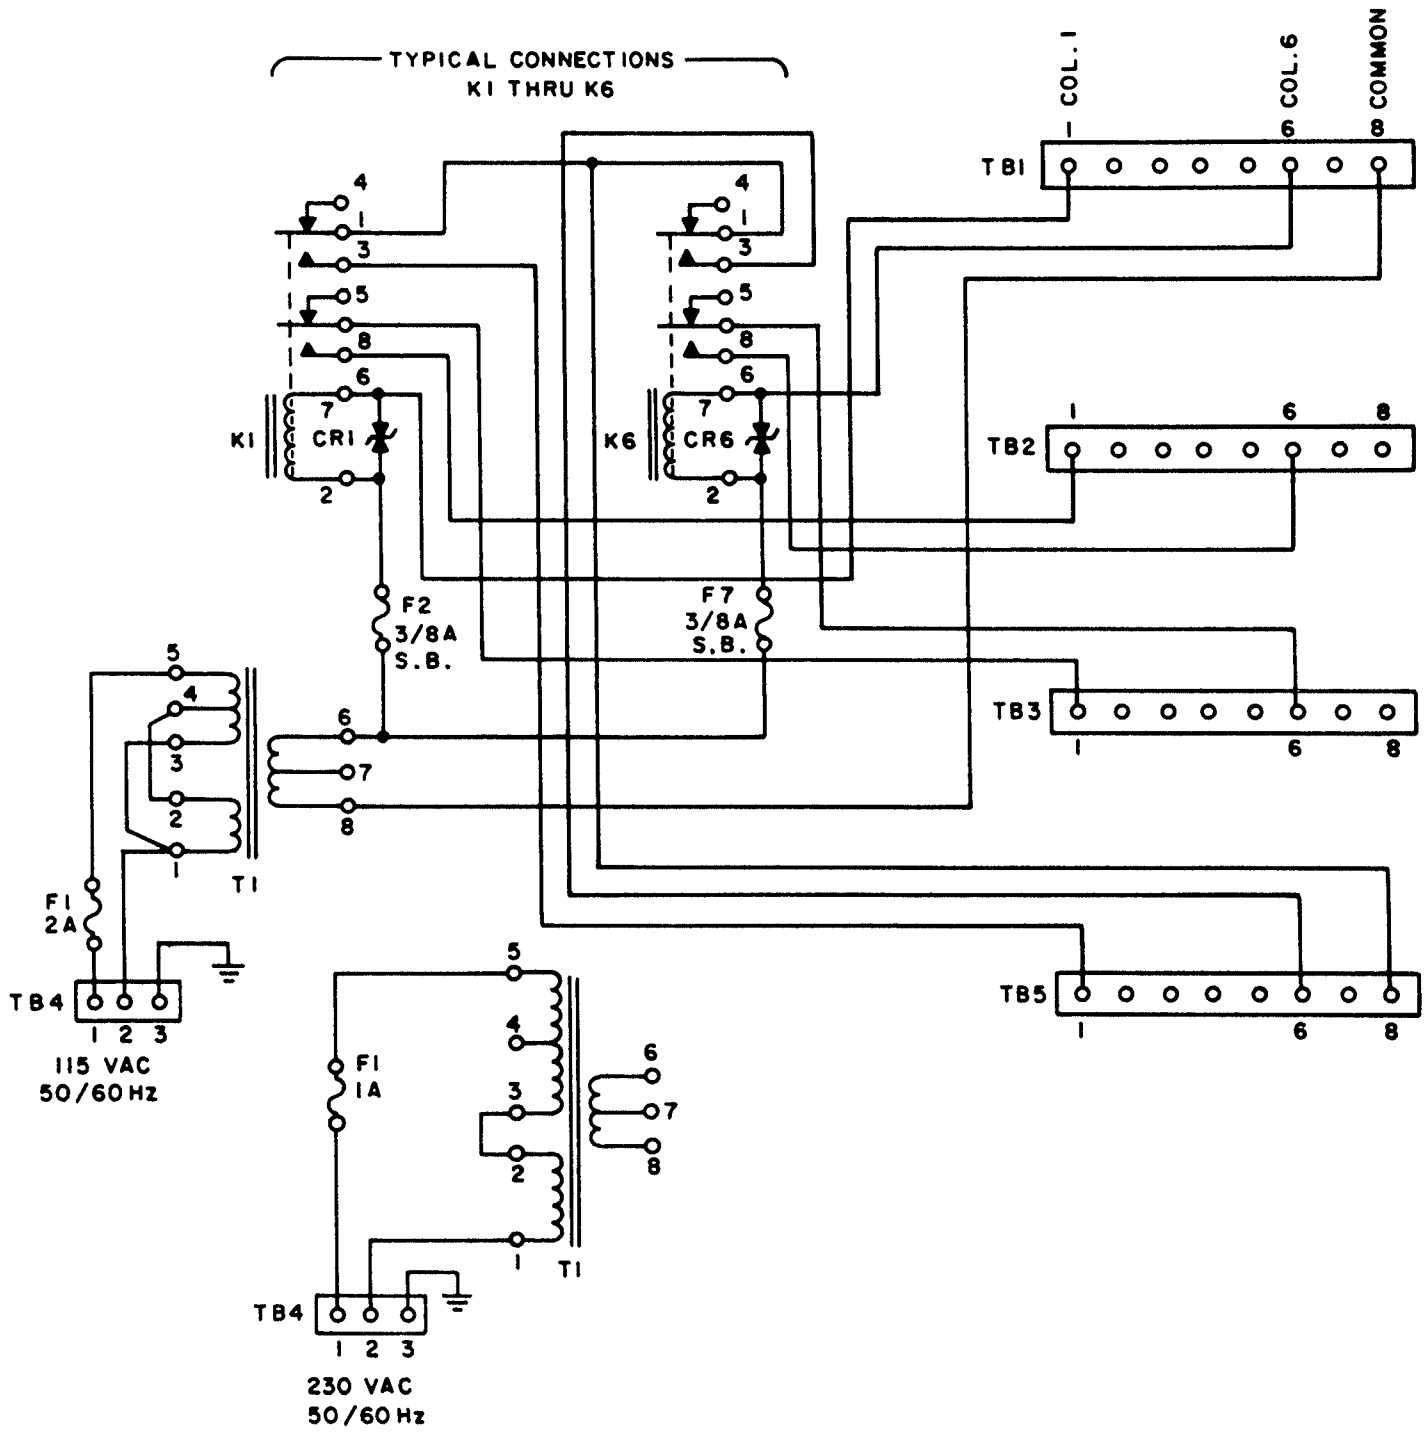 TYPICAL CONNECTIONS
K1 THRU K6
1 COL. 1
6 COL. 6
8 COMMON
TB1
4
1
3
5
8
6
7
K1
CR1
2
4
1
3
5
8
6
7
K6
CR6
2
1
6
8
TB2
F2
3/8A
S.B.
F7
3/8A
S.B.
TB3
1
6
8
5
4
3
2
1
T1
6
7
8
F1
2A
TB4
1 2 3
115 VAC
50/60 Hz
TB5
1
6
8
5
4
3
2
1
T1
6
7
8
F1
1A
TB4
1 2 3
230 VAC
50/60 Hz